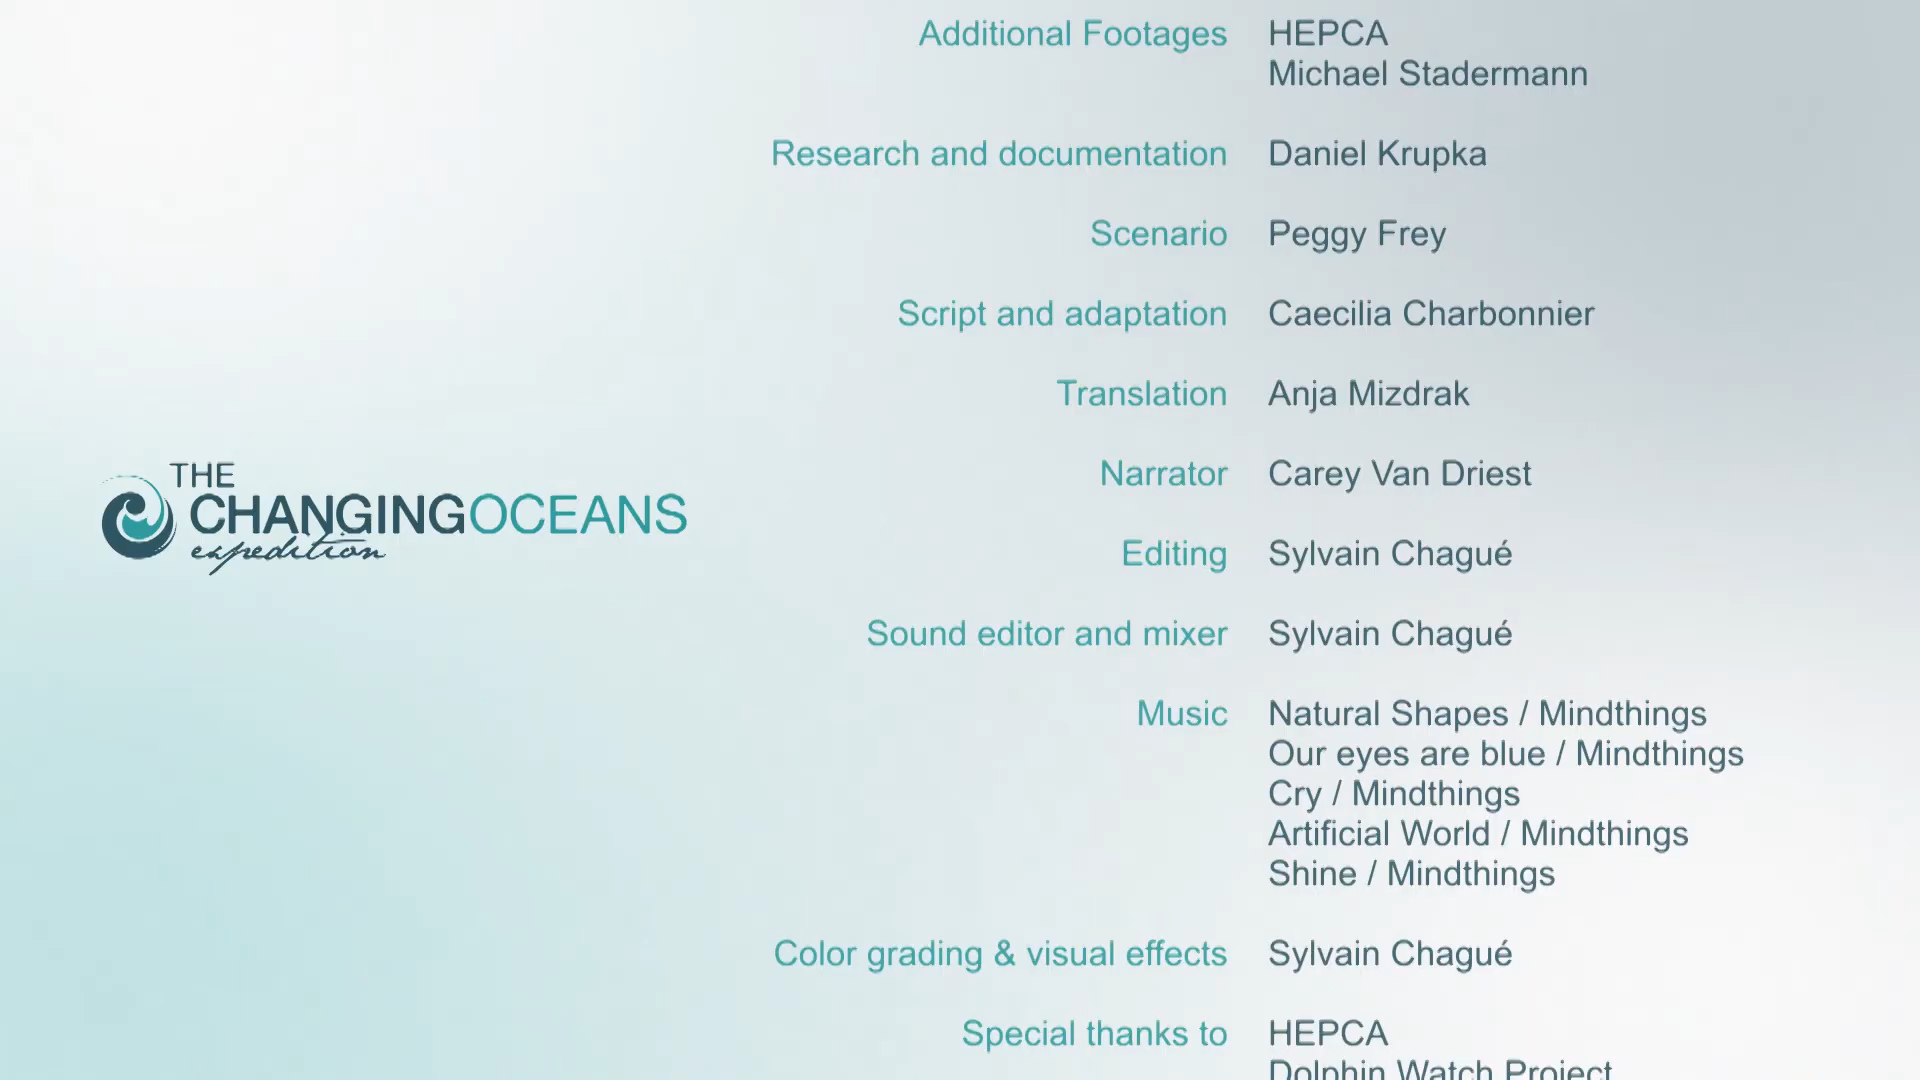 Additional Footages HEPCA
Michael Stadermann
Research and documentation Daniel Krupka
Scenario Peggy Frey
Script and adaptation Caecilia Charbonnier
Translation Anja Mizdrak
Narrator Carey Van Driest
Editing Sylvain Chagué
Sound editor and mixer Sylvain Chagué
Music Natural Shapes / Mindthings
Our eyes are blue / Mindthings
Cry / Mindthings
Artificial World / Mindthings
Shine / Mindthings
Color grading & visual effects Sylvain Chagué
Special thanks to HEPCA
Dolphin Watch Project
THE
CHANGINGOCEANS
expedition